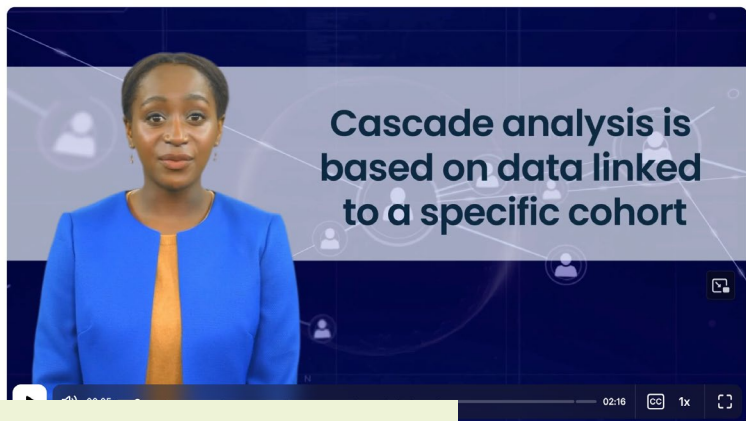 Cascade analysis is
based on data linked
to a specific cohort
02:16
CC
1x